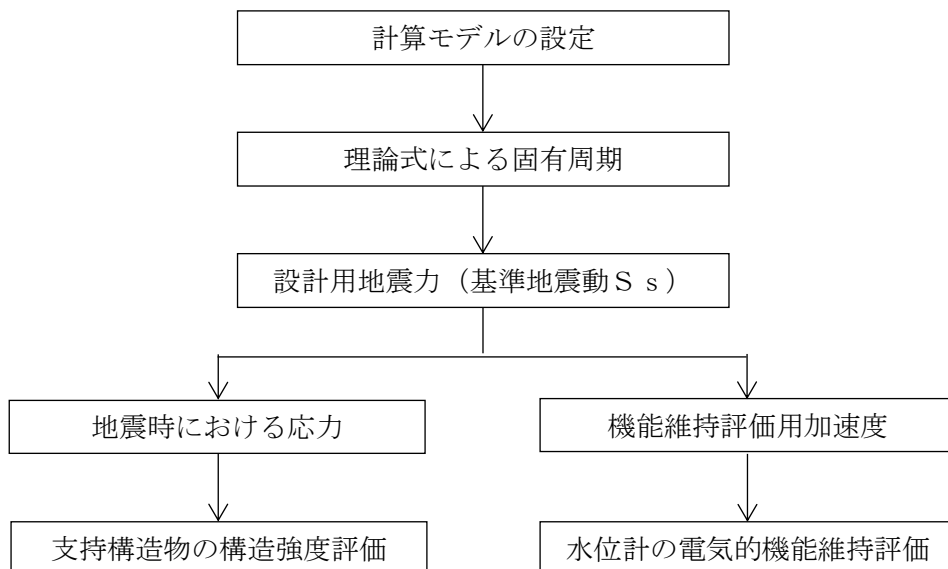 計算モデルの設定
理論式による固有周期
設計用地震力（基準地震動Ｓｓ）
地震時における応力
機能維持評価用加速度
支持構造物の構造強度評価
水位計の電気的機能維持評価